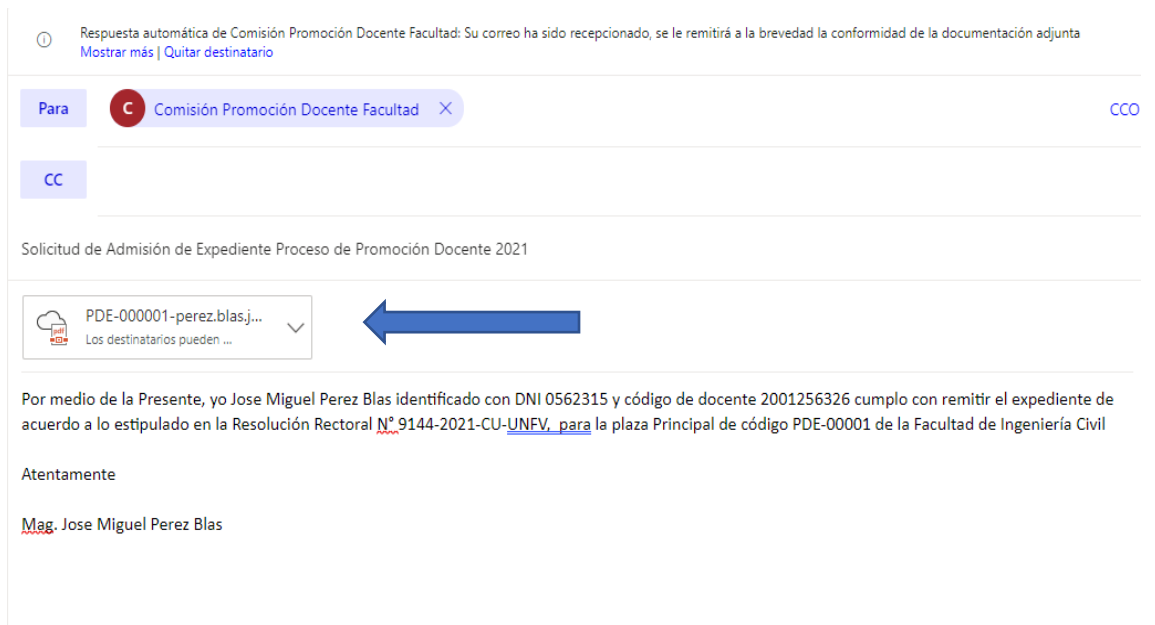 Respuesta automática de Comisión Promoción Docente Facultad: Su correo ha sido recepcionado, se le remitirá a la brevedad la conformidad de la documentación adjunta
Mostrar más | Quitar destinatario
Para
C Comisión Promoción Docente Facultad
CCO
CC
Solicitud de Admisión de Expediente Proceso de Promoción Docente 2021
PDE-000001-perez.blas.j...
pdf
Los destinatarios pueden ...
Por medio de la Presente, yo Jose Miguel Perez Blas identificado con DNI 0562315 y código de docente 2001256326 cumplo con remitir el expediente de
acuerdo a lo estipulado en la Resolución Rectoral N° 9144-2021-CU-UNFV, para la plaza Principal de código PDE-00001 de la Facultad de Ingeniería Civil
Atentamente
Mag. Jose Miguel Perez Blas